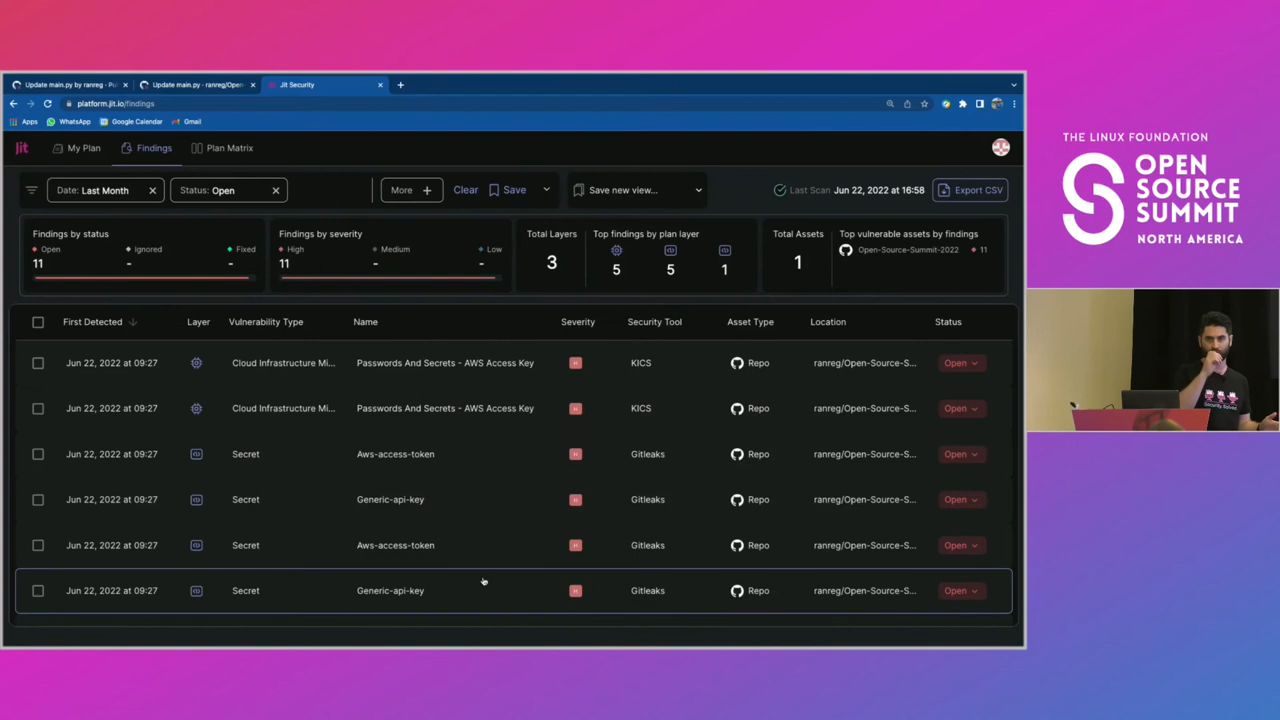 Update main.py by ranreg - Pu
Update main.py - ranreg/Open
Jit Security
platform.jit.io/findings
Apps
WhatsApp
Google Calendar
Gmail
Jit
My Plan
Findings
Plan Matrix
Date: Last Month
Status: Open
More +
Clear
Save
Save new view...
Last Scan Jun 22, 2022 at 16:58
Export CSV
Findings by status
Open
Ignored
Fixed
11
-
-
Findings by severity
High
Medium
Low
11
-
-
Total Layers
3
Top findings by plan layer
5
5
1
Total Assets
1
Top vulnerable assets by findings
Open-Source-Summit-2022
11
First Detected Layer Vulnerability Type Name Severity Security Tool Asset Type Location Status
Jun 22, 2022 at 09:27 Cloud Infrastructure Mi... Passwords And Secrets - AWS Access Key H KICS Repo ranreg/Open-Source-S... Open
Jun 22, 2022 at 09:27 Cloud Infrastructure Mi... Passwords And Secrets - AWS Access Key H KICS Repo ranreg/Open-Source-S... Open
Jun 22, 2022 at 09:27 Secret Aws-access-token H Gitleaks Repo ranreg/Open-Source-S... Open
Jun 22, 2022 at 09:27 Secret Generic-api-key H Gitleaks Repo ranreg/Open-Source-S... Open
Jun 22, 2022 at 09:27 Secret Aws-access-token H Gitleaks Repo ranreg/Open-Source-S... Open
Jun 22, 2022 at 09:27 Secret Generic-api-key H Gitleaks Repo ranreg/Open-Source-S... Open
THE LINUX FOUNDATION
OPEN
SOURCE
SUMMIT
NORTH AMERICA
Security Solved